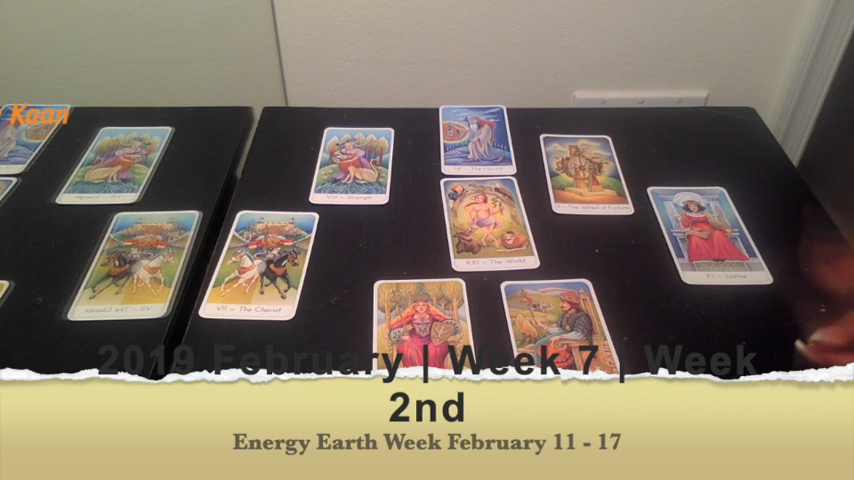 Kaan
IX - The Hermit
VIII - Strength
X - The Wheel of Fortune
XXI - The World
XI - Justice
VII - The Chariot
2019 February | Week 7 | Week
2nd
Energy Earth Week February 11 - 17